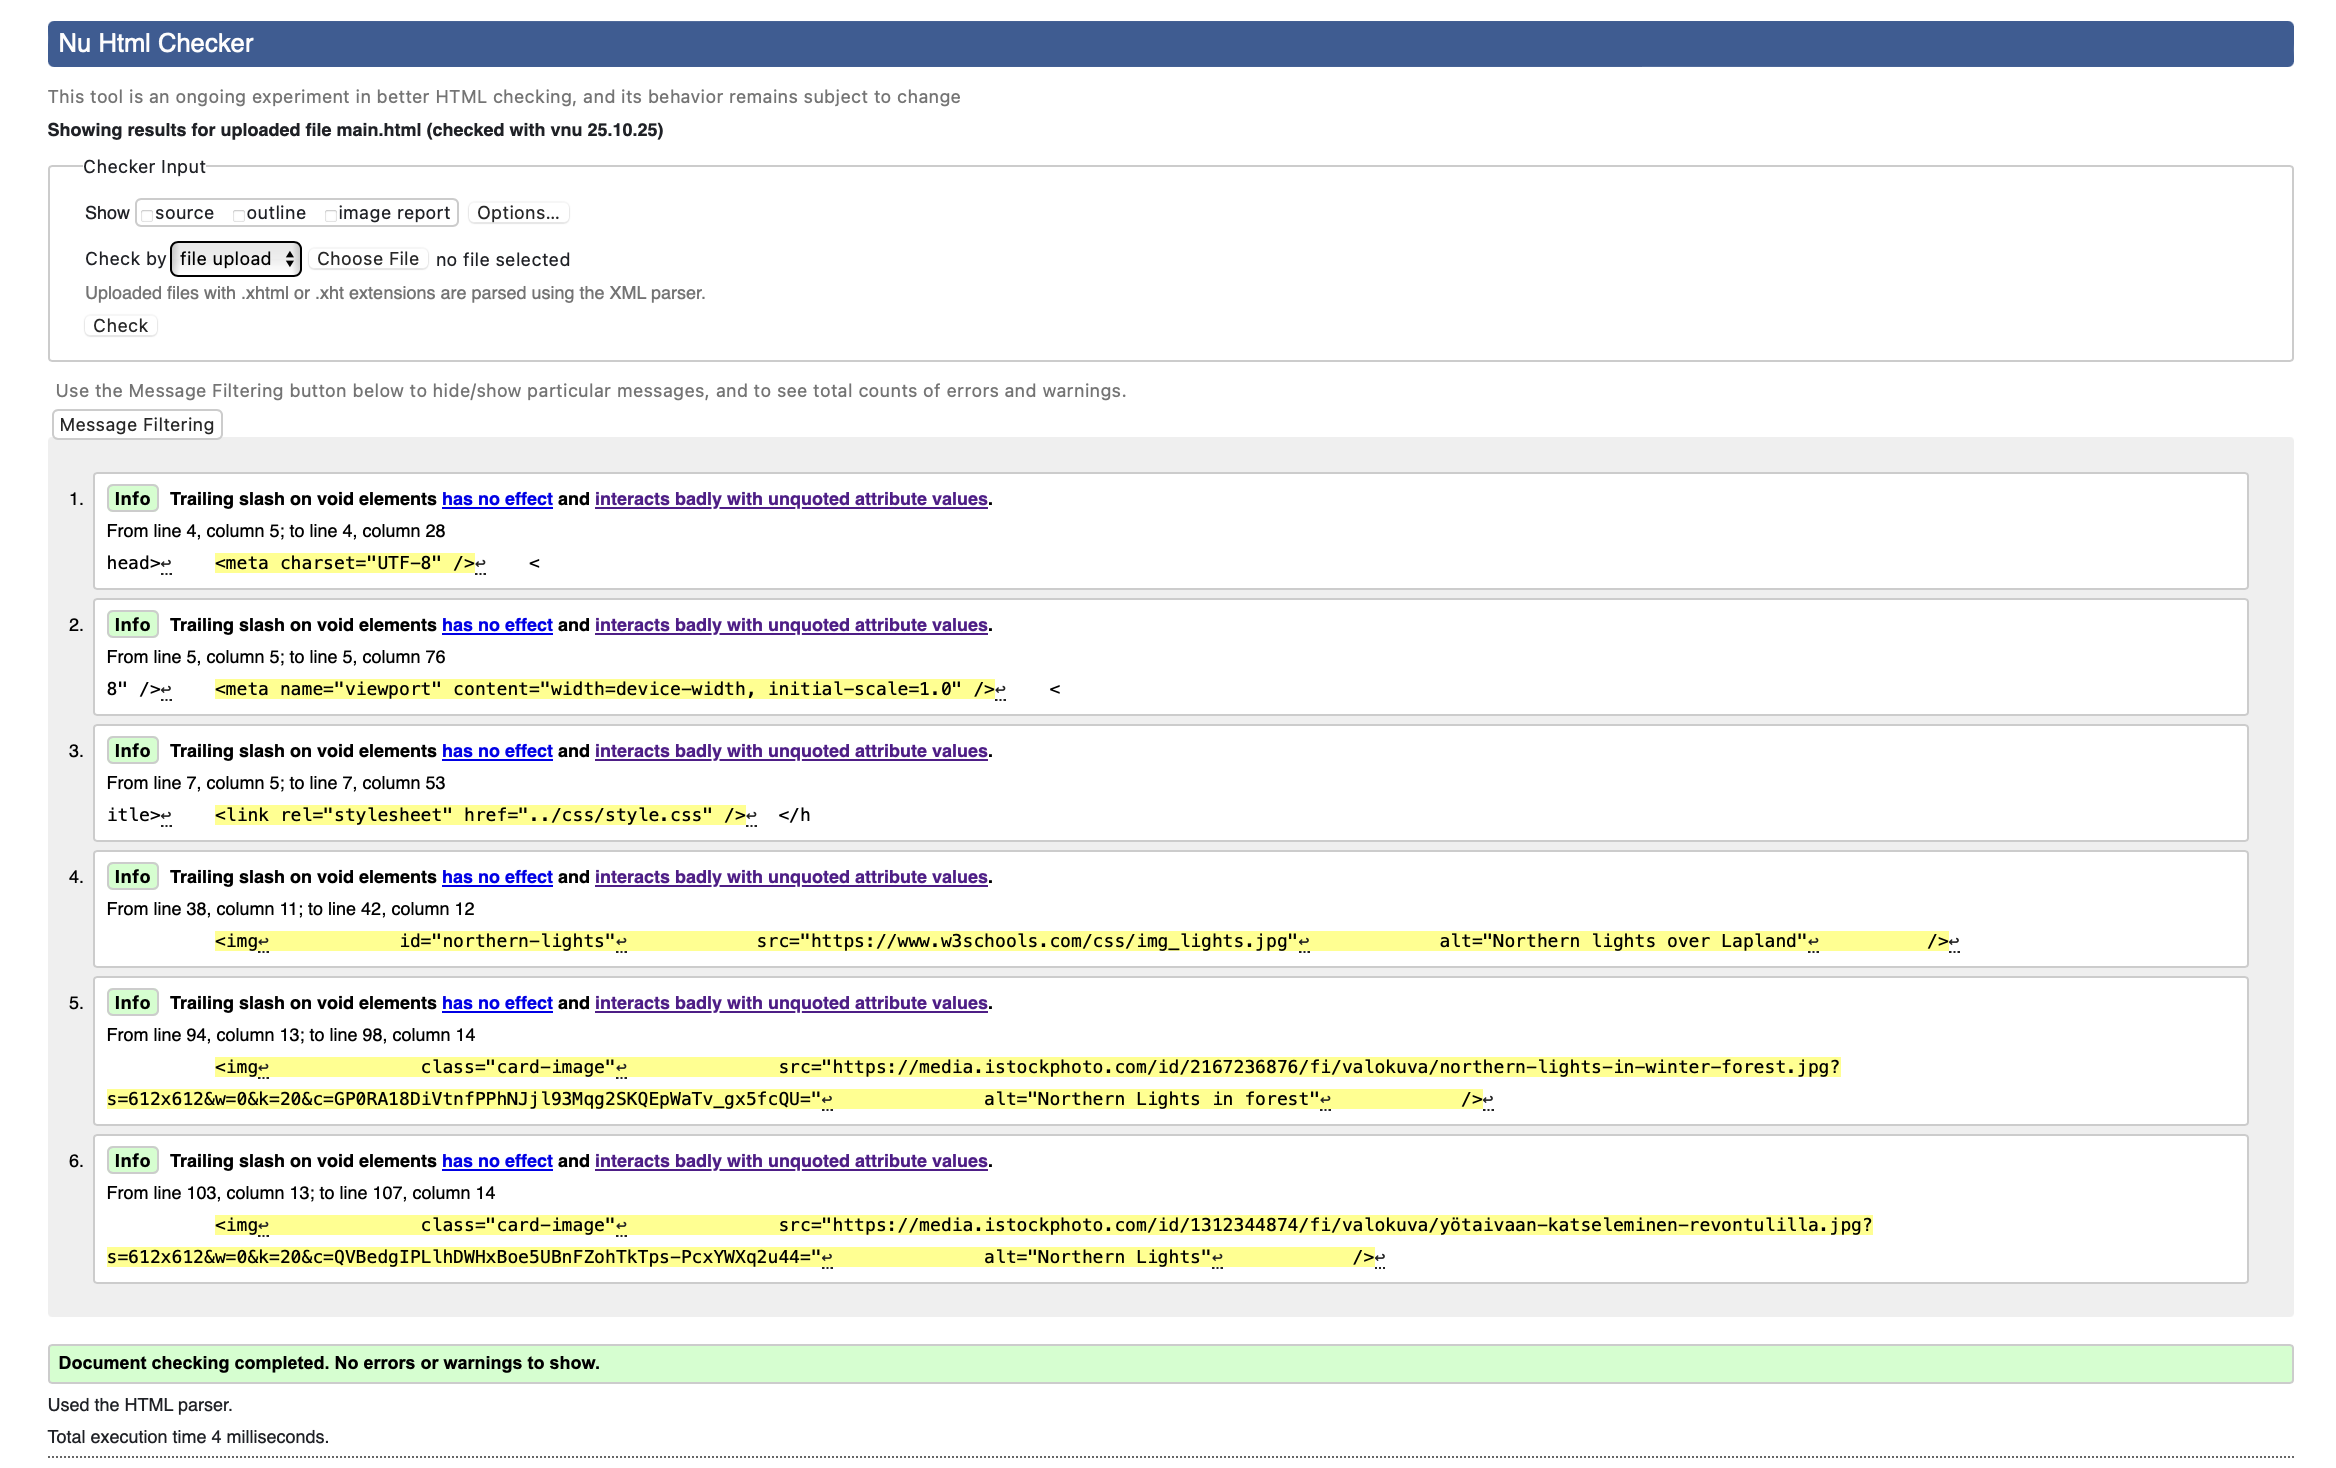 Nu Html Checker
This tool is an ongoing experiment in better HTML checking, and its behavior remains subject to change
Showing results for uploaded file main.html (checked with vnu 25.10.25)
Checker Input
Show source outline image report Options...
Check by file upload Choose File no file selected
Uploaded files with .xhtml or .xht extensions are parsed using the XML parser.
Check
Use the Message Filtering button below to hide/show particular messages, and to see total counts of errors and warnings.
Message Filtering
1. Info Trailing slash on void elements has no effect and interacts badly with unquoted attribute values.
From line 4, column 5; to line 4, column 28
head>↩ <meta charset="UTF-8" />↩ <
2. Info Trailing slash on void elements has no effect and interacts badly with unquoted attribute values.
From line 5, column 5; to line 5, column 76
8" />↩ <meta name="viewport" content="width=device-width, initial-scale=1.0" />↩ <
3. Info Trailing slash on void elements has no effect and interacts badly with unquoted attribute values.
From line 7, column 5; to line 7, column 53
itle>↩ <link rel="stylesheet" href="../css/style.css" />↩ </h
4. Info Trailing slash on void elements has no effect and interacts badly with unquoted attribute values.
From line 38, column 11; to line 42, column 12
<img↩ id="northern-lights"↩ src="https://www.w3schools.com/css/img_lights.jpg"↩ alt="Northern lights over Lapland"↩ />↩
5. Info Trailing slash on void elements has no effect and interacts badly with unquoted attribute values.
From line 94, column 13; to line 98, column 14
<img↩ class="card-image"↩ src="https://media.istockphoto.com/id/2167236876/fi/valokuva/northern-lights-in-winter-forest.jpg?
s=612x612&w=0&k=20&c=GP0RA18DiVtnfPPhNJjl93Mqg2SKQEpWaTv_gx5fcQU="↩ alt="Northern Lights in forest"↩ />↩
6. Info Trailing slash on void elements has no effect and interacts badly with unquoted attribute values.
From line 103, column 13; to line 107, column 14
<img↩ class="card-image"↩ src="https://media.istockphoto.com/id/1312344874/fi/valokuva/yötaivaan-katseleminen-revontulilla.jpg?
s=612x612&w=0&k=20&c=QVBedgIPLlhDWHxBoe5UBnFZohTkTps-PcxYWXq2u44="↩ alt="Northern Lights"↩ />↩
Document checking completed. No errors or warnings to show.
Used the HTML parser.
Total execution time 4 milliseconds.